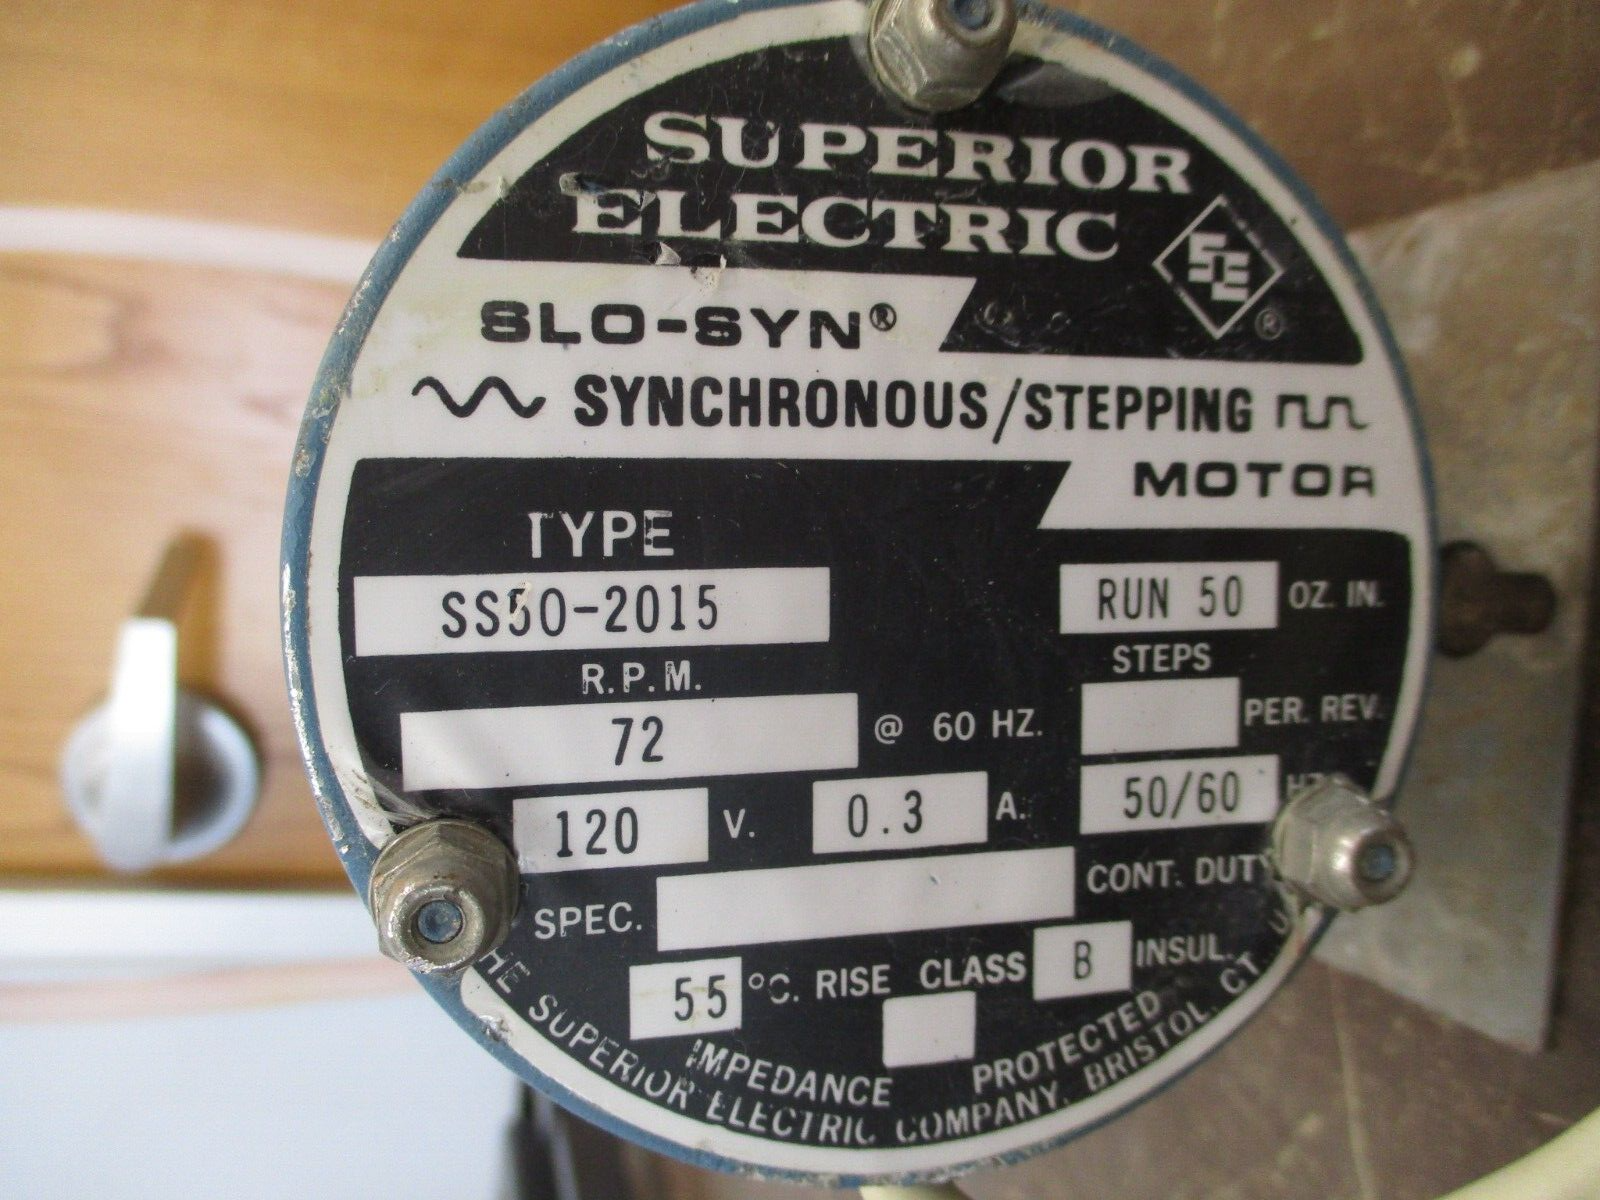 SUPERIOR
ELECTRIC
SE ®
SLO-SYN®
SYNCHRONOUS/STEPPING
MOTOR
TYPE
SS50-2015
RUN 50 OZ. IN.
R.P.M.
STEPS
72 @ 60 HZ.
PER. REV.
120 V. 0.3 A. 50/60 HZ
SPEC. CONT. DUTY
55 °C. RISE CLASS B INSUL.
IMPEDANCE PROTECTED
THE SUPERIOR ELECTRIC COMPANY, BRISTOL, CT.